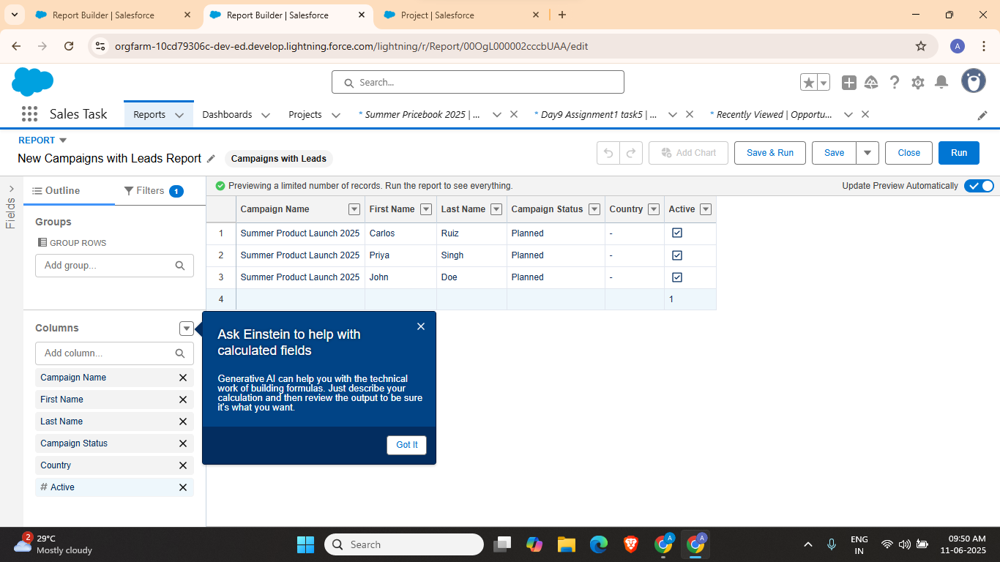 Report Builder | Salesforce
Report Builder | Salesforce
Project | Salesforce
orgfarm-10cd79306c-dev-ed.develop.lightning.force.com/lightning/r/Report/00OgL000002cccbUAA/edit
A
Search...
Sales Task
Reports
Dashboards
Projects
* Summer Pricebook 2025 | ...
* Day9 Assignment1 task5 | ...
* Recently Viewed | Opportu...
REPORT
New Campaigns with Leads Report
Campaigns with Leads
Add Chart
Save & Run
Save
Close
Run
Fields
Outline
Filters 1
Previewing a limited number of records. Run the report to see everything.
Update Preview Automatically
Groups
GROUP ROWS
Add group...
Campaign Name First Name Last Name Campaign Status Country Active
1 Summer Product Launch 2025 Carlos Ruiz Planned -
2 Summer Product Launch 2025 Priya Singh Planned -
3 Summer Product Launch 2025 John Doe Planned -
4 1
Columns
Add column...
Campaign Name
First Name
Last Name
Campaign Status
Country
# Active
Ask Einstein to help with
calculated fields
Generative AI can help you with the technical
work of building formulas. Just describe your
calculation and then review the output to be sure
it's what you want.
Got It
2
29°C
Mostly cloudy
Search
A
A
ENG
IN
09:50 AM
11-06-2025